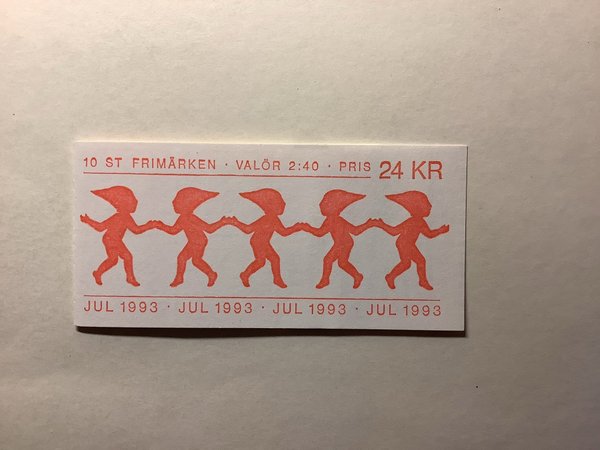 10 ST FRIMÄRKEN · VALÖR 2:40 · PRIS 24 KR
JUL 1993 · JUL 1993 · JUL 1993 · JUL 1993